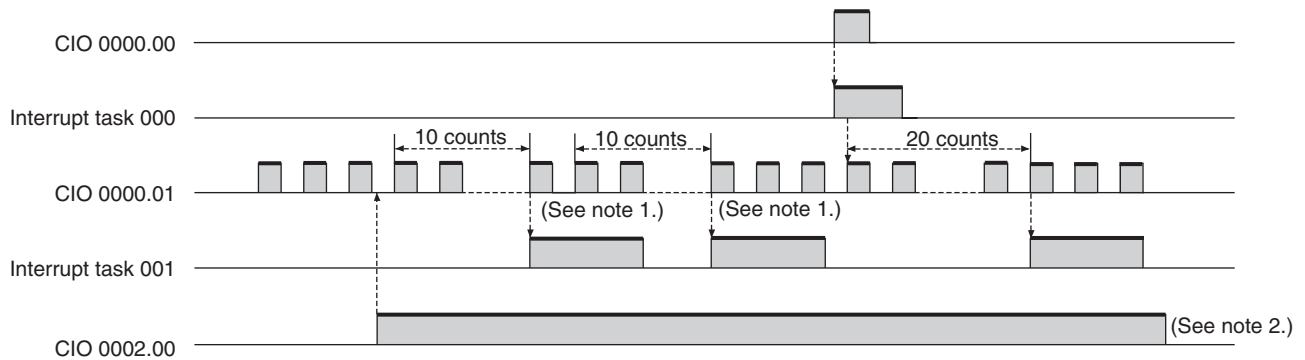 CIO 0000.00
Interrupt task 000
10 counts
10 counts
20 counts
CIO 0000.01
(See note 1.)
(See note 1.)
Interrupt task 001
(See note 2.)
CIO 0002.00